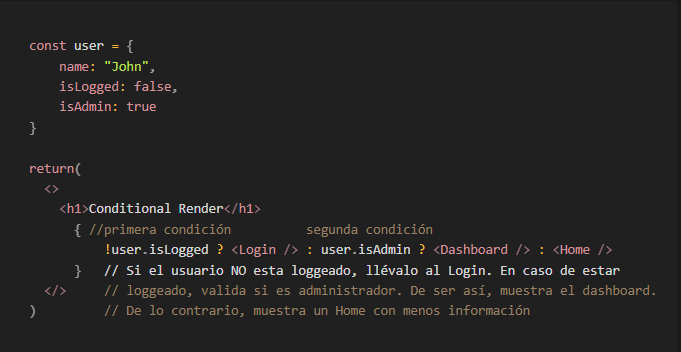 const user = {
    name: "John",
    isLogged: false,
    isAdmin: true
}
return(
  <>
    <h1>Conditional Render</h1>
      { //primera condición          segunda condición
          !user.isLogged ? <Login /> : user.isAdmin ? <Dashboard /> : <Home />
      }   // Si el usuario NO esta loggeado, llévalo al Login. En caso de estar
  </>     // loggeado, valida si es administrador. De ser así, muestra el dashboard.
)         // De lo contrario, muestra un Home con menos información